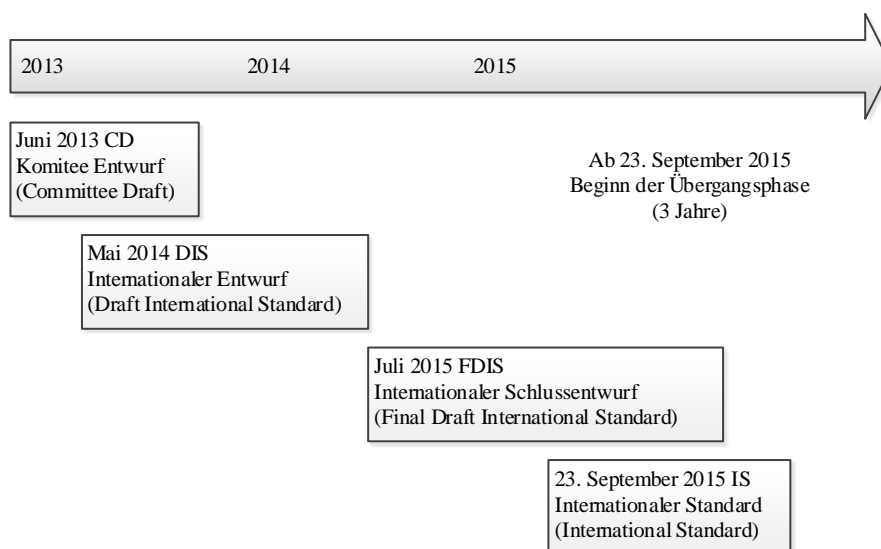 2013 2014 2015
Juni 2013 CD
Komitee Entwurf
(Committee Draft)
Ab 23. September 2015
Beginn der Übergangsphase
(3 Jahre)
Mai 2014 DIS
Internationaler Entwurf
(Draft International Standard)
Juli 2015 FDIS
Internationaler Schlussentwurf
(Final Draft International Standard)
23. September 2015 IS
Internationaler Standard
(International Standard)